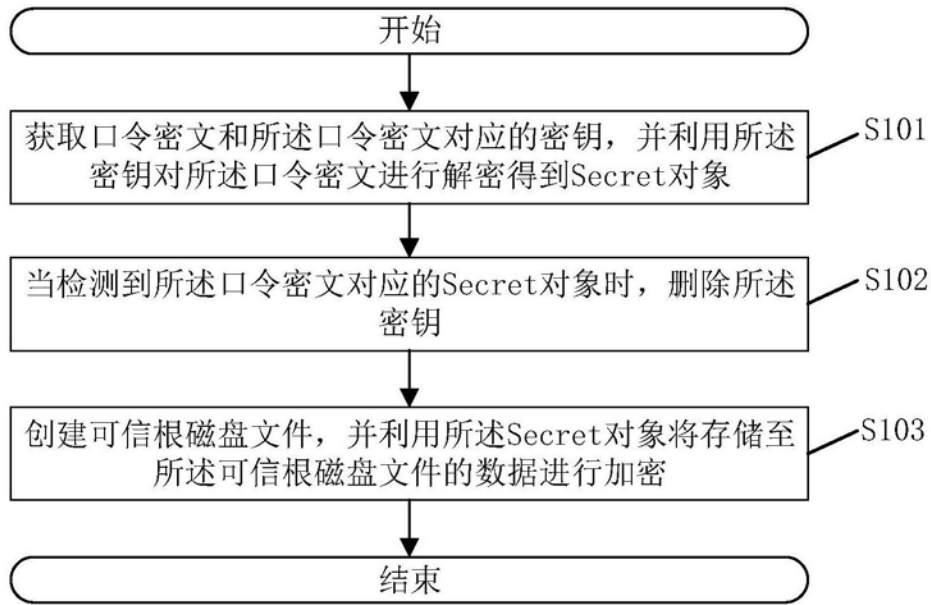 开始
获取口令密文和所述口令密文对应的密钥，并利用所述
密钥对所述口令密文进行解密得到Secret对象
S101
当检测到所述口令密文对应的Secret对象时，删除所述
密钥
S102
创建可信根磁盘文件，并利用所述Secret对象将存储至
所述可信根磁盘文件的数据进行加密
S103
结束